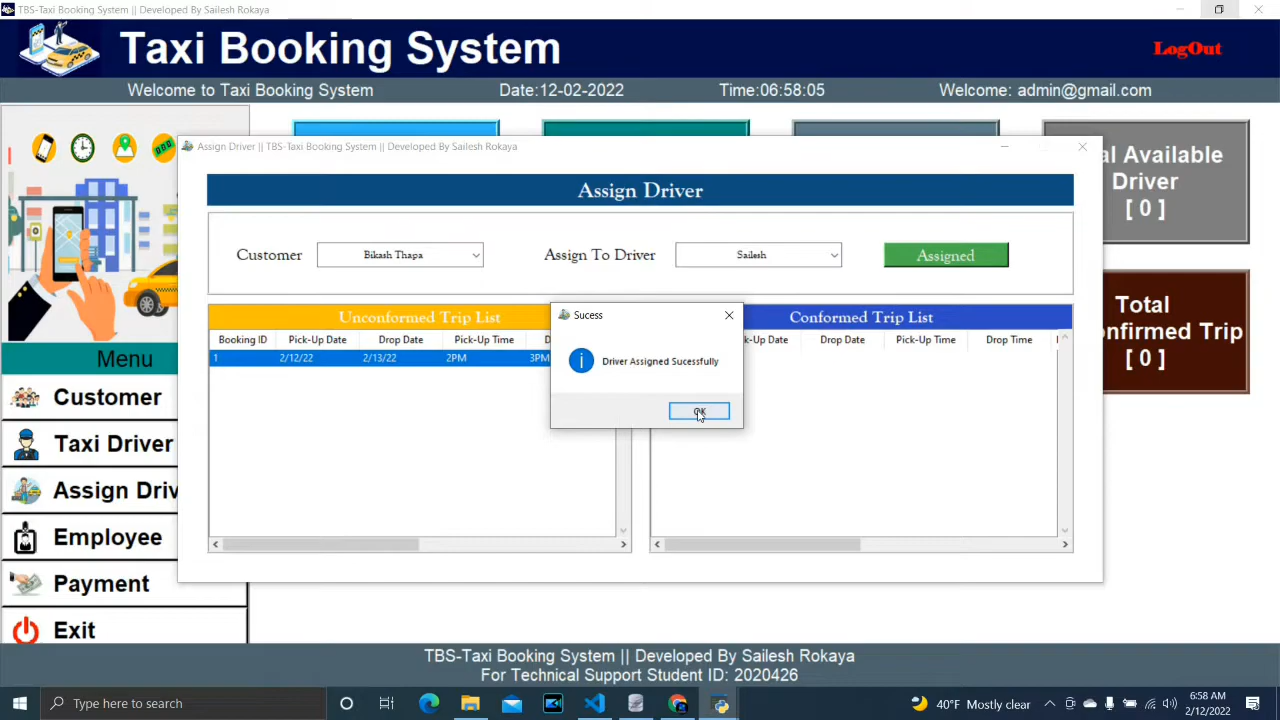 TBS-Taxi Booking System || Developed By Sailesh Rokaya
Taxi Booking System
LogOut
Welcome to Taxi Booking System
Date:12-02-2022
Time:06:58:05
Welcome: admin@gmail.com
Assign Driver || TBS-Taxi Booking System || Developed By Sailesh Rokaya
Assign Driver
Customer
Bikash Thapa
Assign To Driver
Sailesh
Assigned
Unconformed Trip List
Booking ID Pick-Up Date Drop Date Pick-Up Time D
1 2/12/22 2/13/22 2PM 3PM
Conformed Trip List
k-Up Date Drop Date Pick-Up Time Drop Time
Sucess
Driver Assigned Sucessfully
OK
al Available
Driver
[ 0 ]
Total
onfirmed Trip
[ 0 ]
Menu
Customer
Taxi Driver
Assign Driv
Employee
Payment
Exit
TBS-Taxi Booking System || Developed By Sailesh Rokaya
For Technical Support Student ID: 2020426
Type here to search
40°F Mostly clear
6:58 AM
2/12/2022